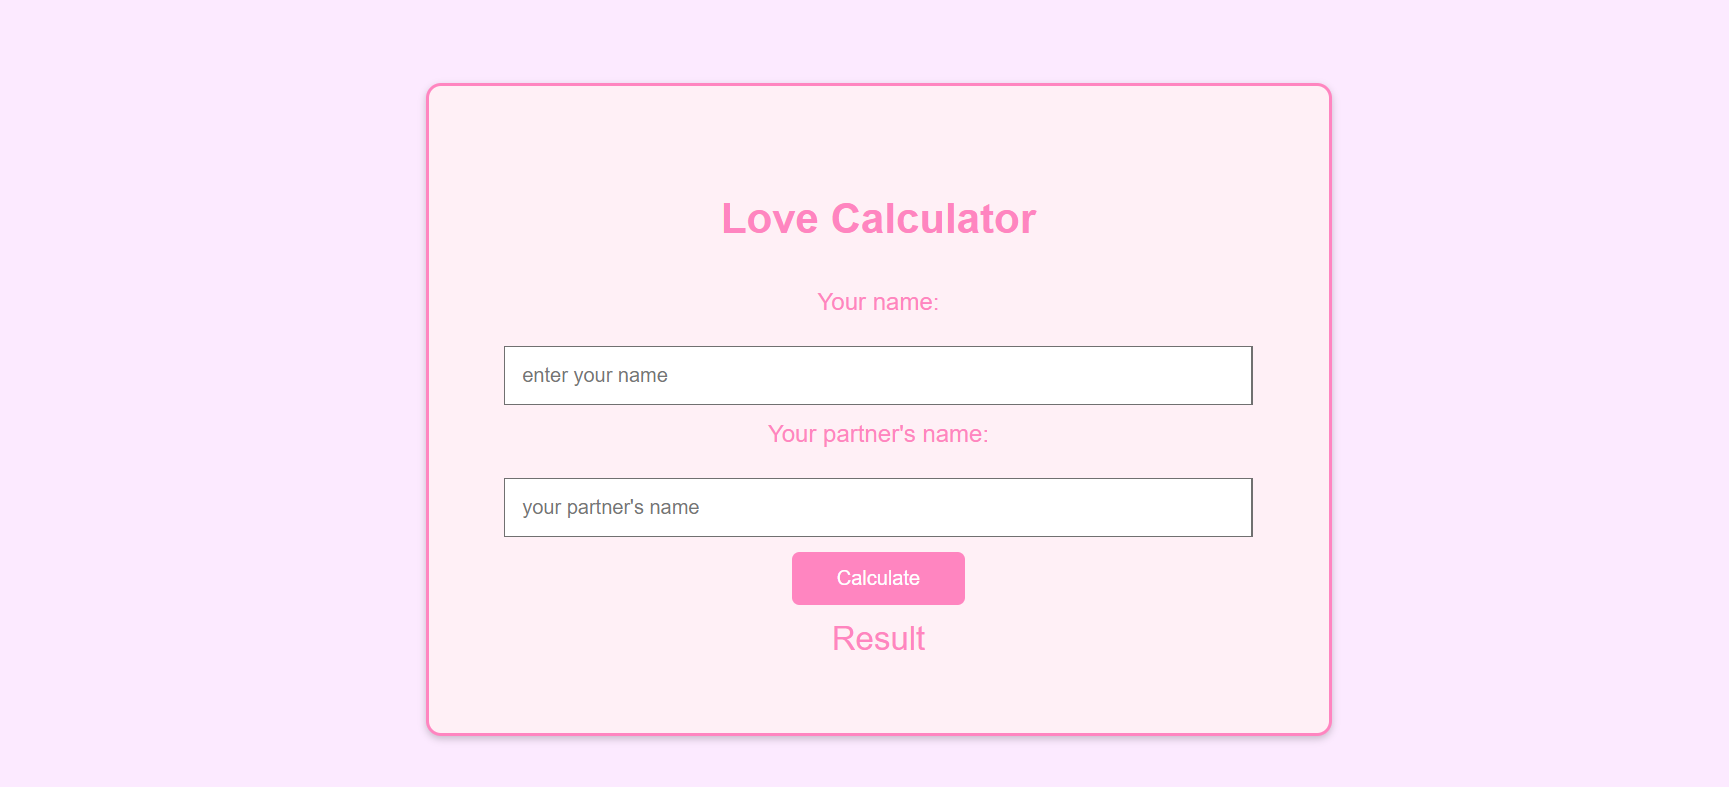 Love Calculator
Your name:
enter your name
Your partner's name:
your partner's name
Calculate
Result